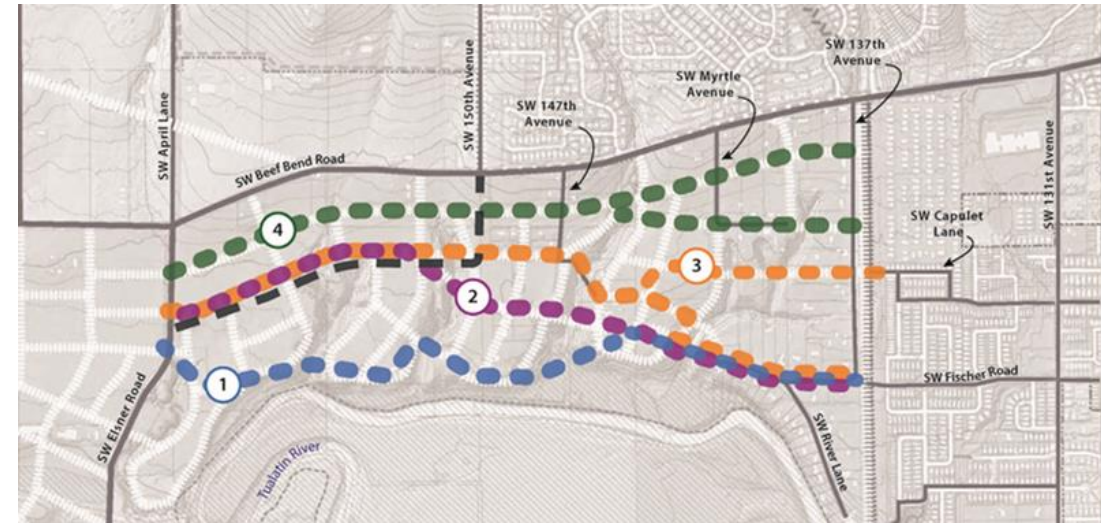 SW 137th
Avenue
SW Myrtle
Avenue
SW 150th Avenue
SW 147th
Avenue
SW April Lane
SW Beef Bend Road
SW 131st Avenue
SW Capulet
Lane
4
3
2
1
SW Fischer Road
SW Elsner Road
SW River Lane
Tualatin River